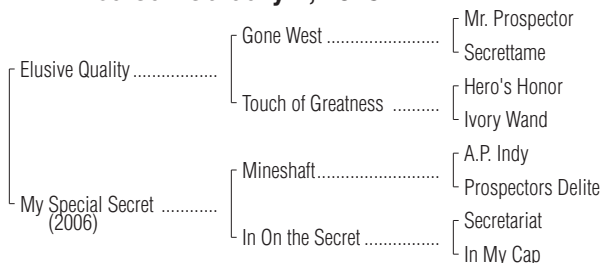 Gone West
Mr. Prospector
Secrettame
Elusive Quality
Touch of Greatness
Hero's Honor
Ivory Wand
My Special Secret
(2006)
Mineshaft
A.P. Indy
Prospectors Delite
In On the Secret
Secretariat
In My Cap